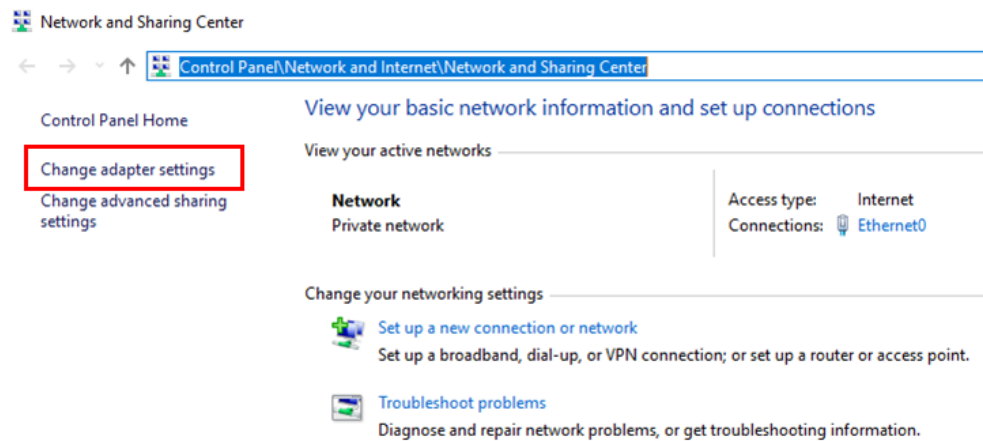 Network and Sharing Center
Control Panel\Network and Internet\Network and Sharing Center
Control Panel Home
Change adapter settings
Change advanced sharing
settings
View your basic network information and set up connections
View your active networks
Network
Private network
Access type: Internet
Connections: Ethernet0
Change your networking settings
Set up a new connection or network
Set up a broadband, dial-up, or VPN connection; or set up a router or access point.
Troubleshoot problems
Diagnose and repair network problems, or get troubleshooting information.